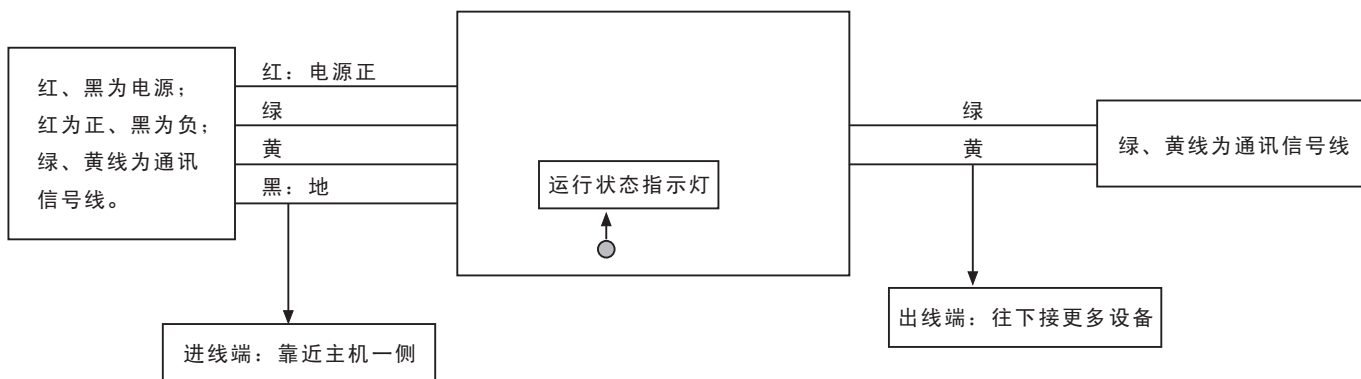 红、黑为电源；
红为正、黑为负；
绿、黄线为通讯
信号线。
红：电源正
绿
黄
黑：地
进线端：靠近主机一侧
运行状态指示灯
绿
黄
绿、黄线为通讯信号线
出线端：往下接更多设备